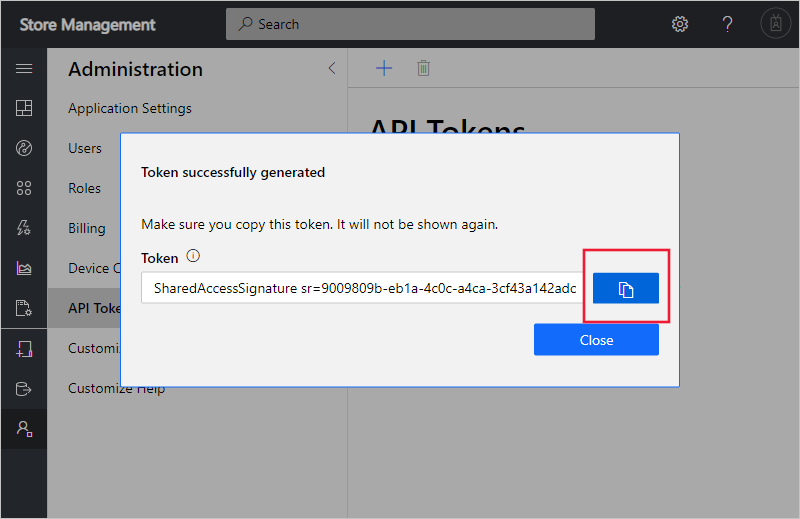 Store Management
Search
Administration
Application Settings
Users
Roles
Billing
Device C
API Toke
Customiz
Customize Help
API Tokens
Token successfully generated
Make sure you copy this token. It will not be shown again.
Token
SharedAccessSignature sr=9009809b-eb1a-4c0c-a4ca-3cf43a142adc
Close